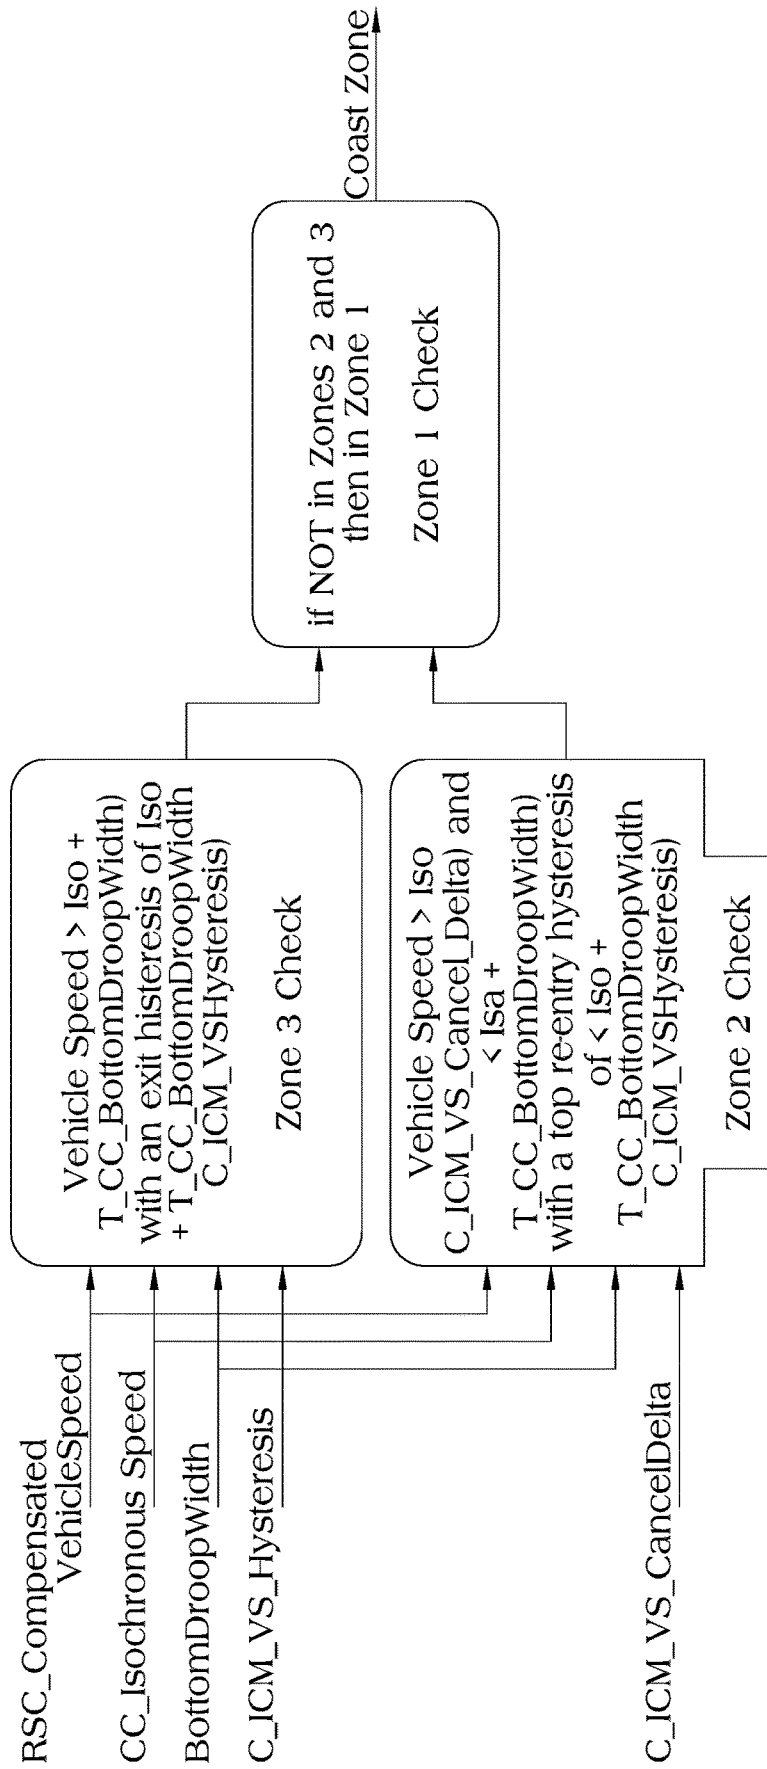 RSC_Compensated
VehicleSpeed
CC_Isochronous Speed
BottomDroopWidth
C_ICM_VS_Hysteresis
C_ICM_VS_CancelDelta
Vehicle Speed > Iso +
T_CC_BottomDroopWidth)
with an exit histeresis of Iso
+ T_CC_BottomDroopWidth
C_ICM_VSHysteresis)
Zone 3 Check
Vehicle Speed > Iso
C_ICM_VS_Cancel_Delta) and
< Isa +
T_CC_BottomDroopWidth)
with a top re-entry hysteresis
of < Iso +
T_CC_BottomDroopWidth
C_ICM_VSHysteresis)
Zone 2 Check
if NOT in Zones 2 and 3
then in Zone 1
Zone 1 Check
Coast Zone